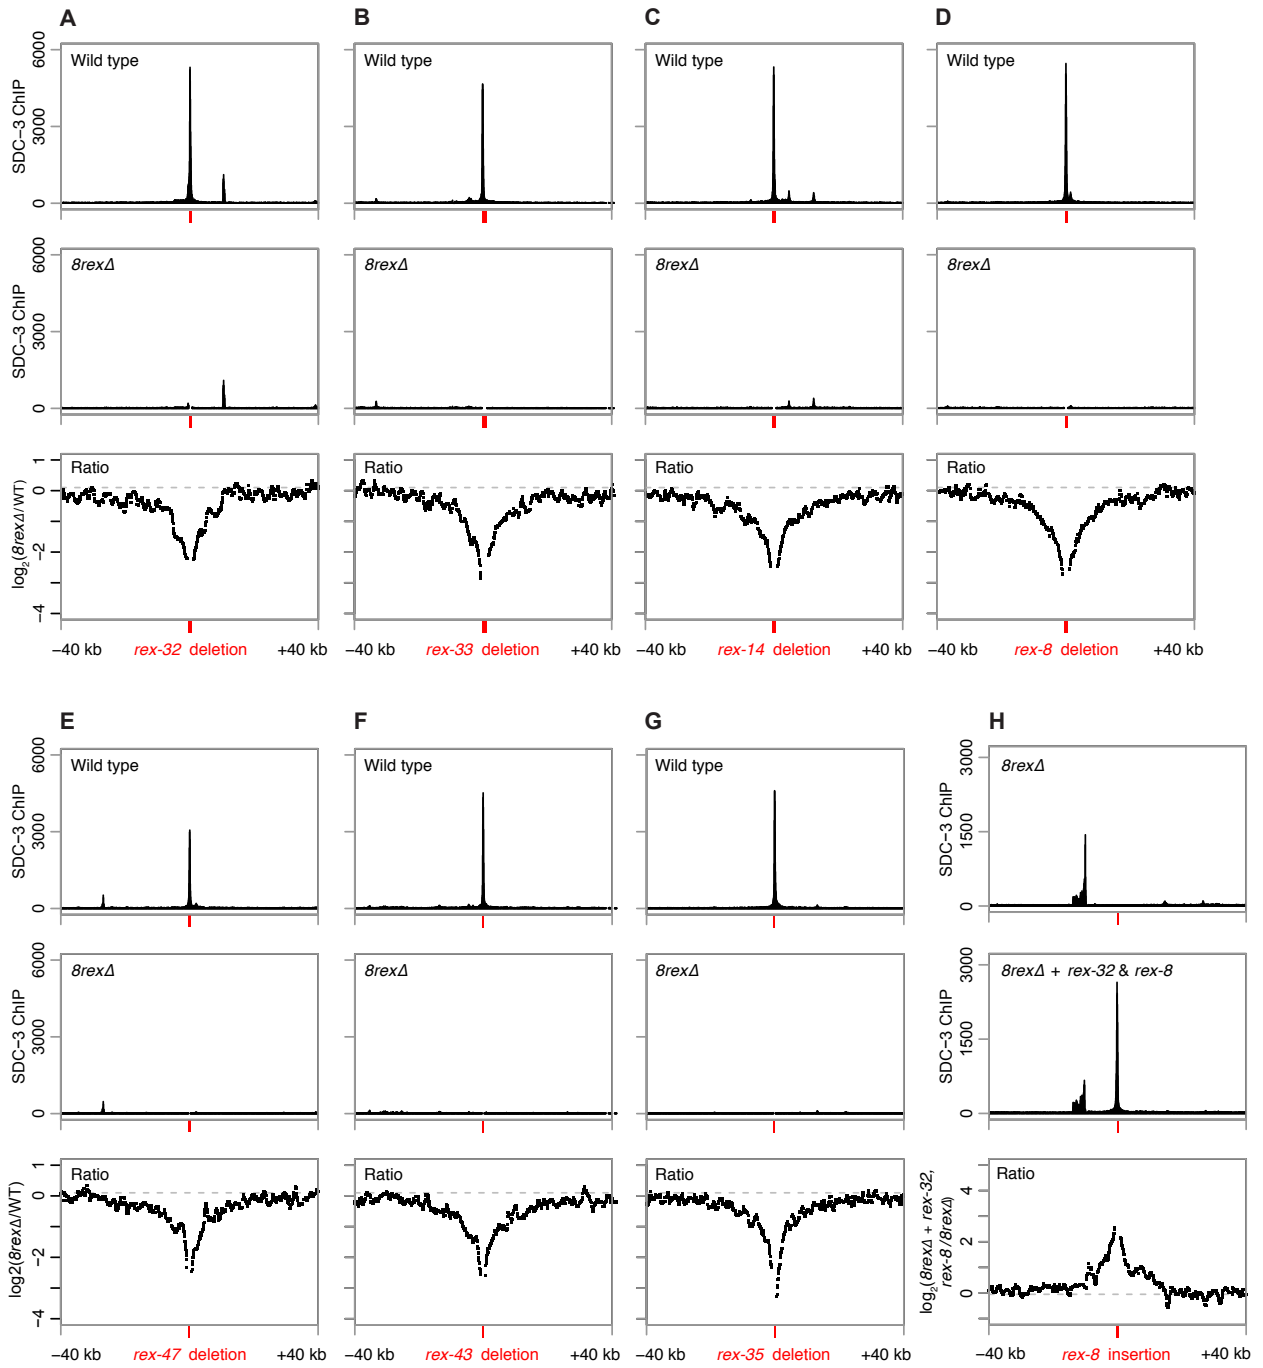 A B C D
SDC−3 ChIP
6000
3000
0
Wild type
Wild type
Wild type
Wild type
SDC−3 ChIP
6000
3000
0
8rexΔ
8rexΔ
8rexΔ
8rexΔ
log2(8rexΔ/WT)
1
0
−2
−4
Ratio
Ratio
Ratio
Ratio
−40 kb rex-32 deletion +40 kb
−40 kb rex-33 deletion +40 kb
−40 kb rex-14 deletion +40 kb
−40 kb rex-8 deletion +40 kb
E F G H
SDC−3 ChIP
6000
3000
0
Wild type
Wild type
Wild type
SDC−3 ChIP
3000
1500
0
8rexΔ
SDC−3 ChIP
6000
3000
0
8rexΔ
8rexΔ
8rexΔ
SDC−3 ChIP
3000
1500
0
8rexΔ + rex-32 & rex-8
log2(8rexΔ/WT)
1
0
−2
−4
Ratio
Ratio
Ratio
log2(8rexΔ + rex-32,
rex-8/8rexΔ)
4
2
0
Ratio
−40 kb rex-47 deletion +40 kb
−40 kb rex-43 deletion +40 kb
−40 kb rex-35 deletion +40 kb
−40 kb rex-8 insertion +40 kb